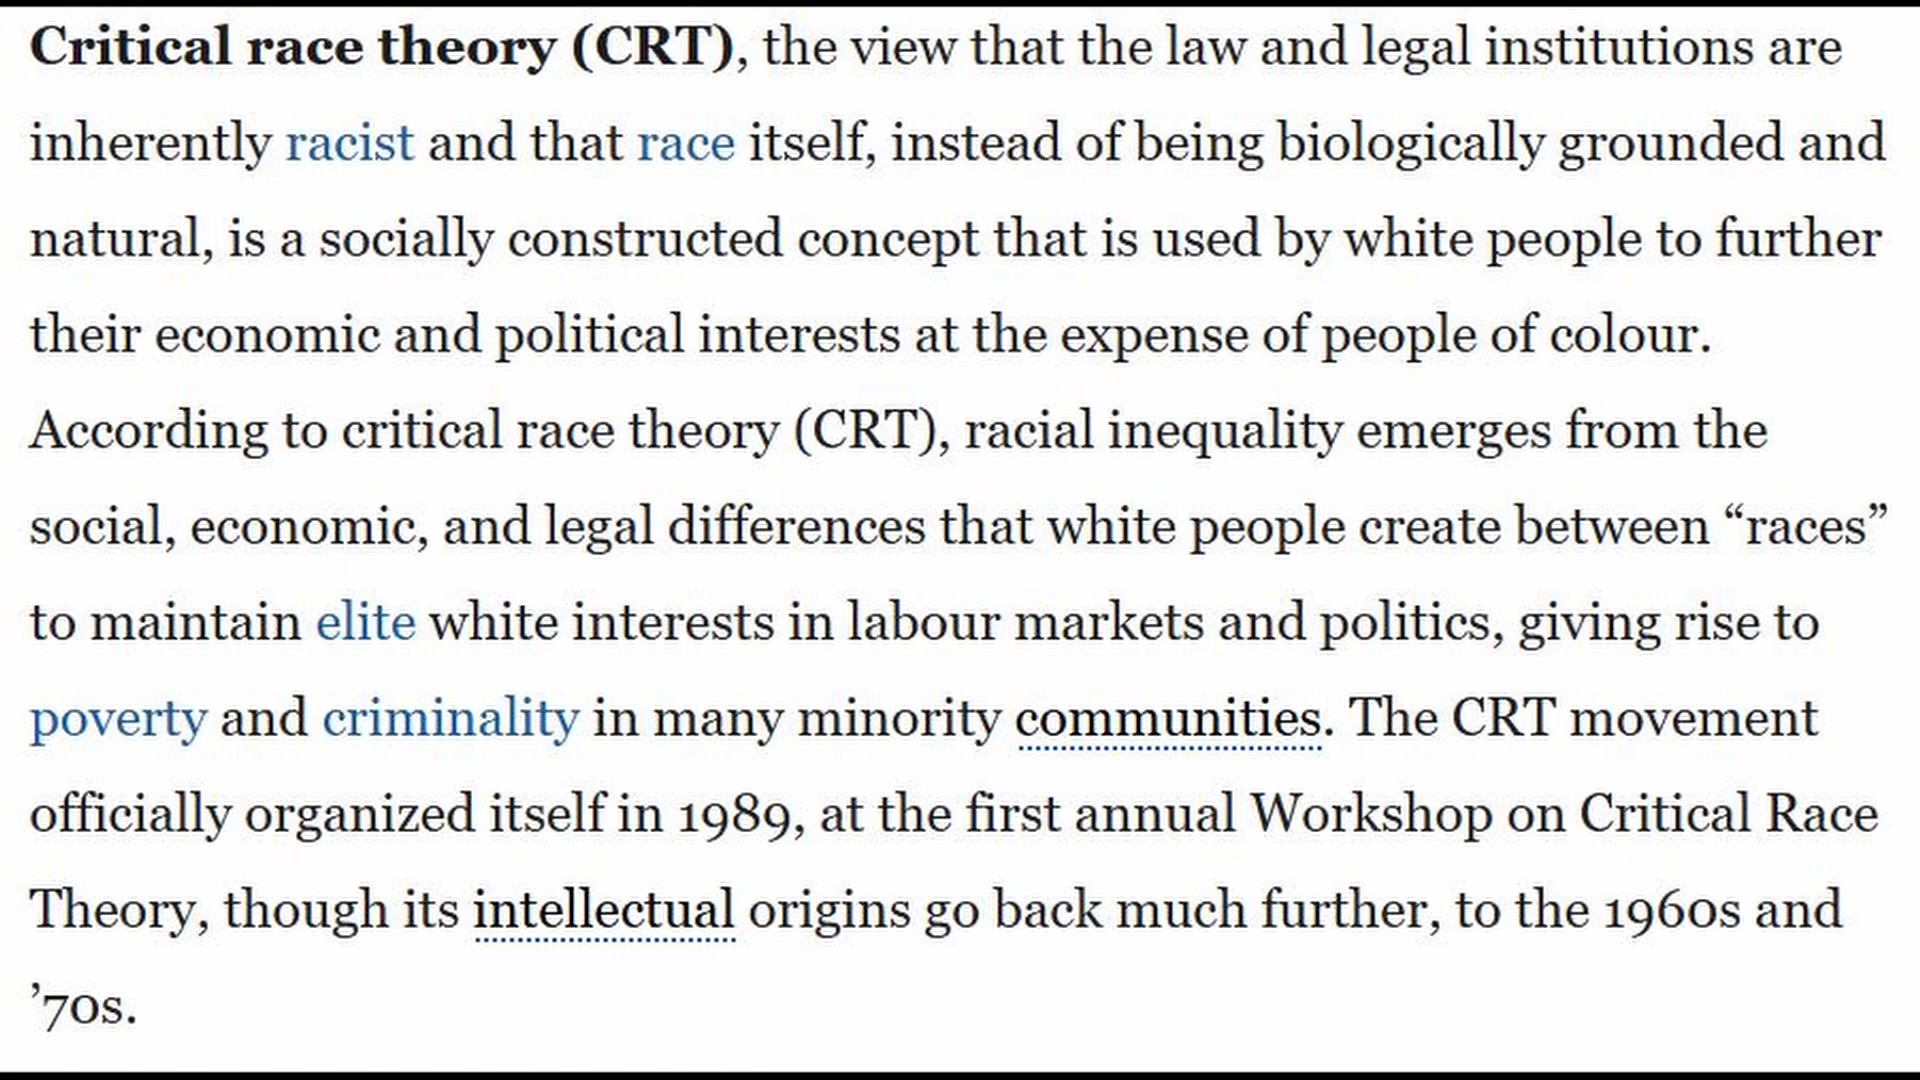 Critical race theory (CRT), the view that the law and legal institutions are
inherently racist and that race itself, instead of being biologically grounded and
natural, is a socially constructed concept that is used by white people to further
their economic and political interests at the expense of people of colour.
According to critical race theory (CRT), racial inequality emerges from the
social, economic, and legal differences that white people create between “races”
to maintain elite white interests in labour markets and politics, giving rise to
poverty and criminality in many minority communities. The CRT movement
officially organized itself in 1989, at the first annual Workshop on Critical Race
Theory, though its intellectual origins go back much further, to the 1960s and
’70s.